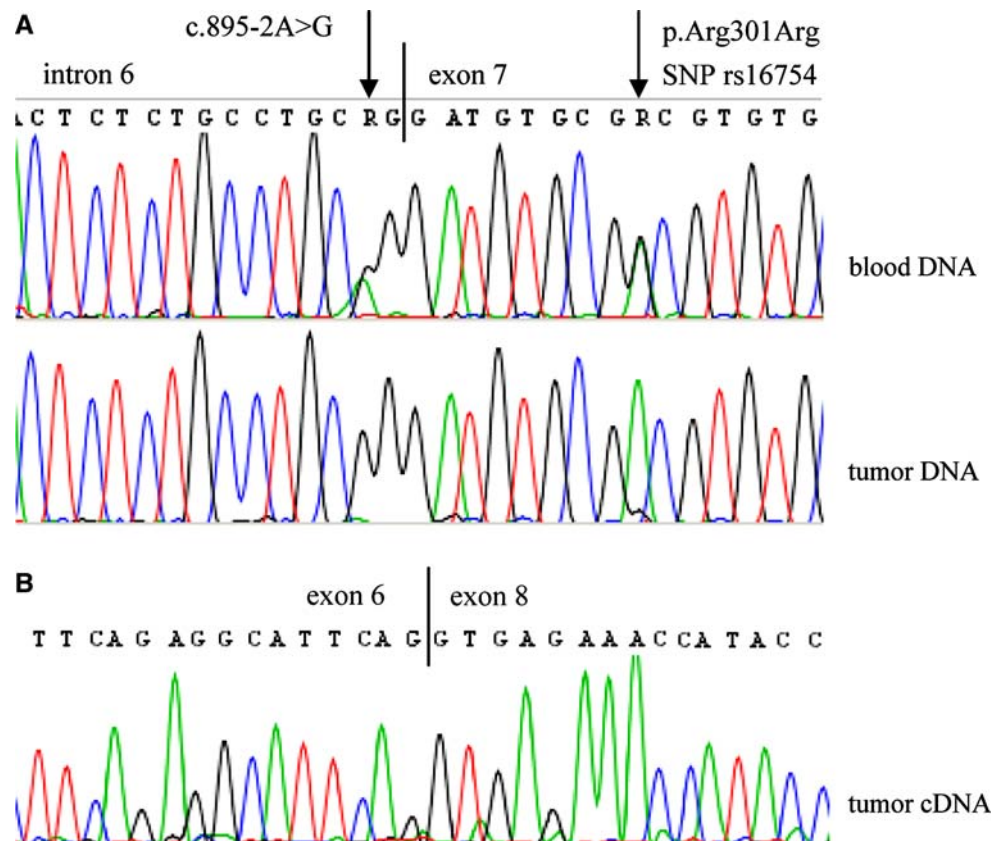 A
c.895-2A>G
p.Arg301Arg
intron 6
exon 7
SNP rs16754
A C T C T C T G C C T G C R G G A T G T G C G R C G T G T G
blood DNA
tumor DNA
B
exon 6
exon 8
T T C A G A G G C A T T C A G G T G A G A A A C C A T A C C
tumor cDNA